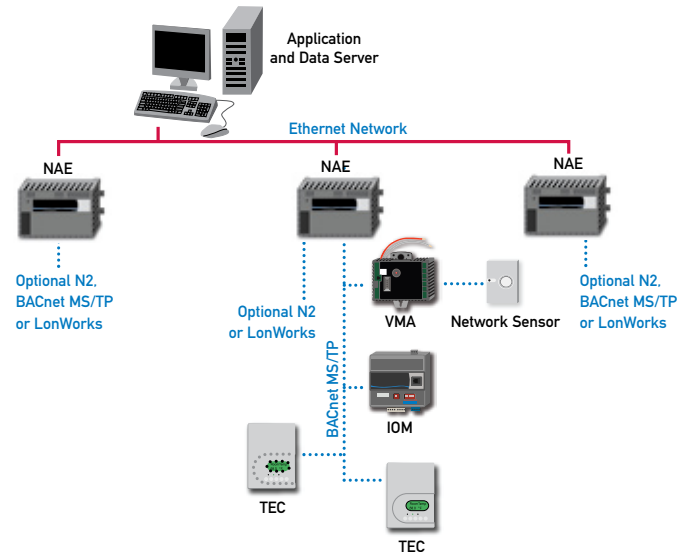 Application
and Data Server
Ethernet Network
NAE
NAE
NAE
Optional N2,
BACnet MS/TP
or LonWorks
Optional N2
or LonWorks
BACnet MS/TP
VMA
Network Sensor
Optional N2,
BACnet MS/TP
or LonWorks
IOM
TEC
TEC